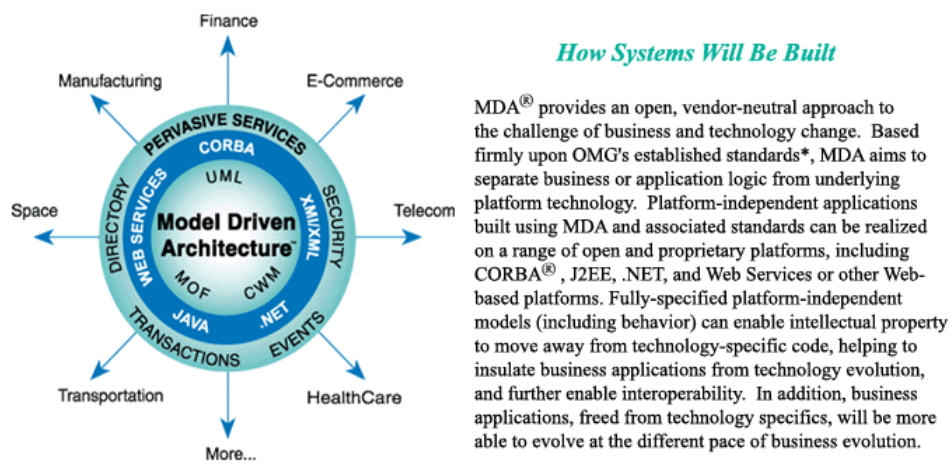 Finance
Manufacturing
E-Commerce
PERVASIVE SERVICES
CORBA
UML
DIRECTORY
WEB SERVICES
XMI/XML
SECURITY
Space
Telecom
Model Driven
Architecture™
MOF
CWM
JAVA
.NET
TRANSACTIONS
EVENTS
Transportation
HealthCare
More...
How Systems Will Be Built
MDA® provides an open, vendor-neutral approach to
the challenge of business and technology change. Based
firmly upon OMG's established standards*, MDA aims to
separate business or application logic from underlying
platform technology. Platform-independent applications
built using MDA and associated standards can be realized
on a range of open and proprietary platforms, including
CORBA® , J2EE, .NET, and Web Services or other Web-
based platforms. Fully-specified platform-independent
models (including behavior) can enable intellectual property
to move away from technology-specific code, helping to
insulate business applications from technology evolution,
and further enable interoperability. In addition, business
applications, freed from technology specifics, will be more
able to evolve at the different pace of business evolution.